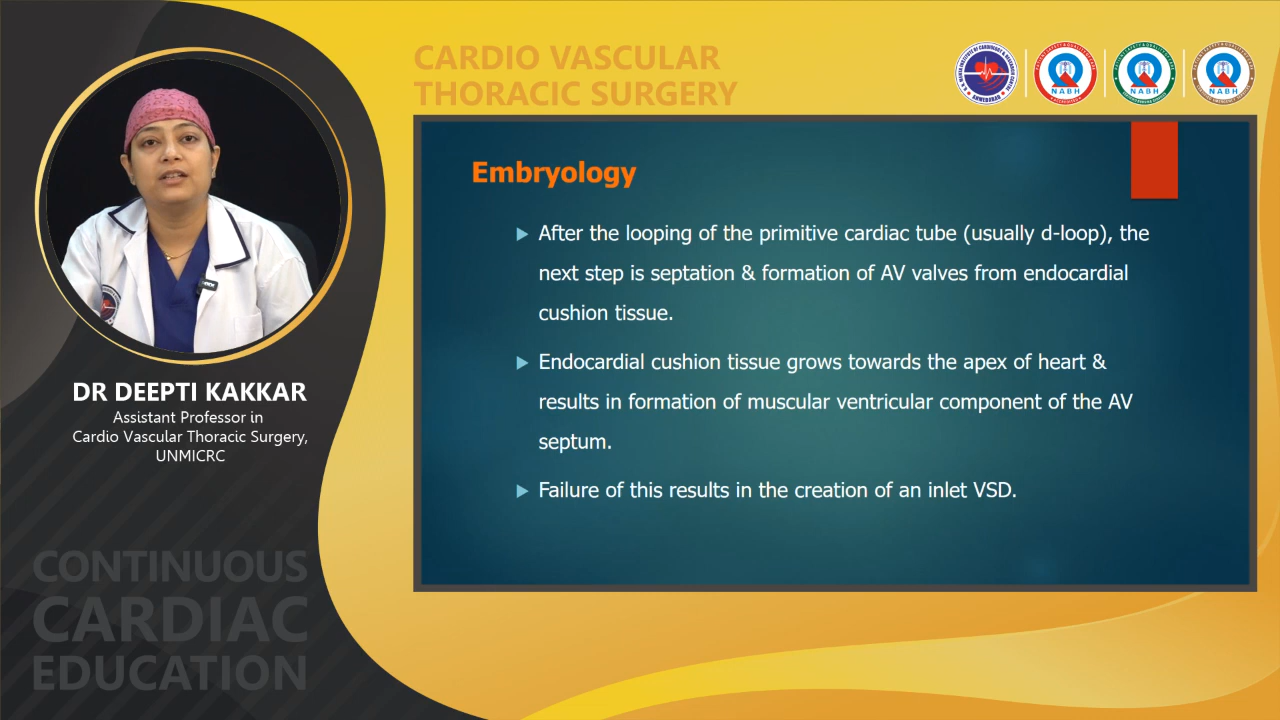 CARDIO VASCULAR
THORACIC SURGERY
NABH
NABH
NABH
Embryology
After the looping of the primitive cardiac tube (usually d-loop), the
next step is septation & formation of AV valves from endocardial
cushion tissue.
Endocardial cushion tissue grows towards the apex of heart &
results in formation of muscular ventricular component of the AV
septum.
Failure of this results in the creation of an inlet VSD.
DR DEEPTI KAKKAR
Assistant Professor in
Cardio Vascular Thoracic Surgery,
UNMICRC
CONTINUOUS
CARDIAC
EDUCATION